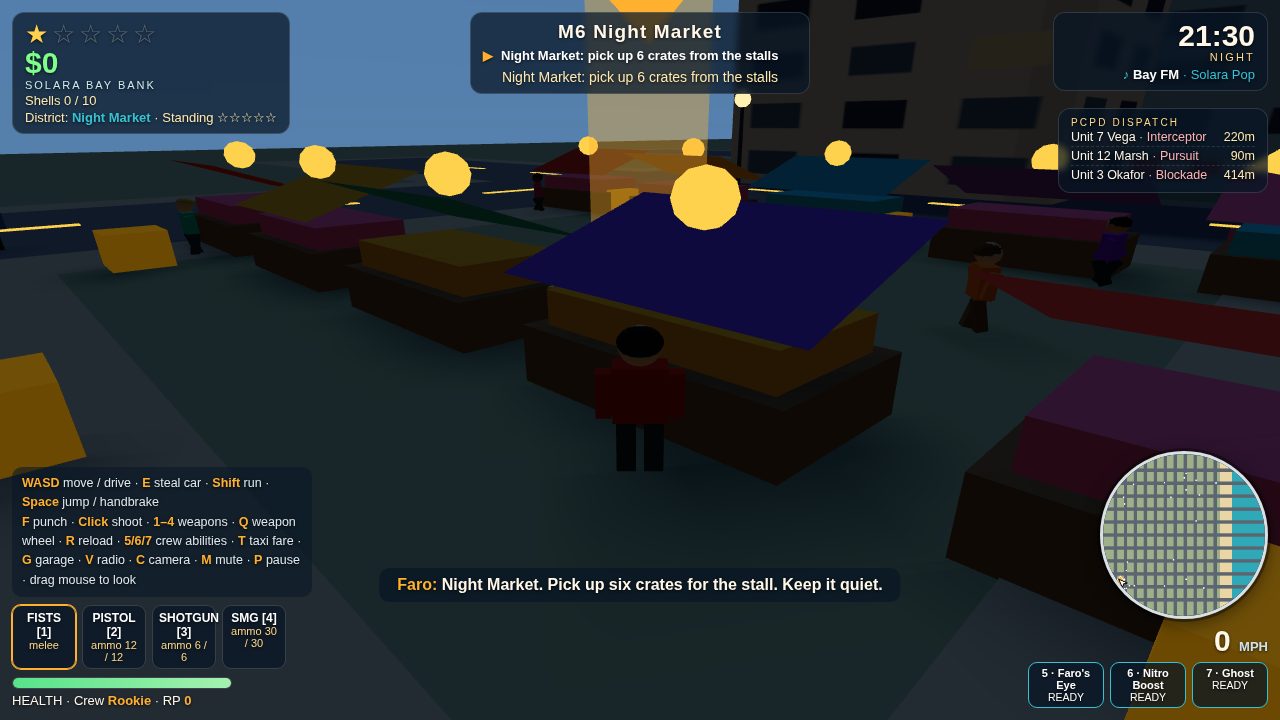 ★☆☆☆☆
$0
SOLARA BAY BANK
Shells 0 / 10
District: Night Market · Standing ☆☆☆☆☆
M6 Night Market
▶ Night Market: pick up 6 crates from the stalls
Night Market: pick up 6 crates from the stalls
21:30
NIGHT
♪ Bay FM · Solara Pop
PCPD DISPATCH
Unit 7 Vega · Interceptor 220m
Unit 12 Marsh · Pursuit 90m
Unit 3 Okafor · Blockade 414m
WASD move / drive · E steal car · Shift run ·
Space jump / handbrake
F punch · Click shoot · 1–4 weapons · Q weapon
wheel · R reload · 5/6/7 crew abilities · T taxi fare ·
G garage · V radio · C camera · M mute · P pause
· drag mouse to look
Faro: Night Market. Pick up six crates for the stall. Keep it quiet.
FISTS
[1]
melee
PISTOL
[2]
ammo 12
/ 12
SHOTGUN
[3]
ammo 6 /
6
SMG [4]
ammo 30
/ 30
HEALTH · Crew Rookie · RP 0
0 MPH
5 · Faro's
Eye
READY
6 · Nitro
Boost
READY
7 · Ghost
READY